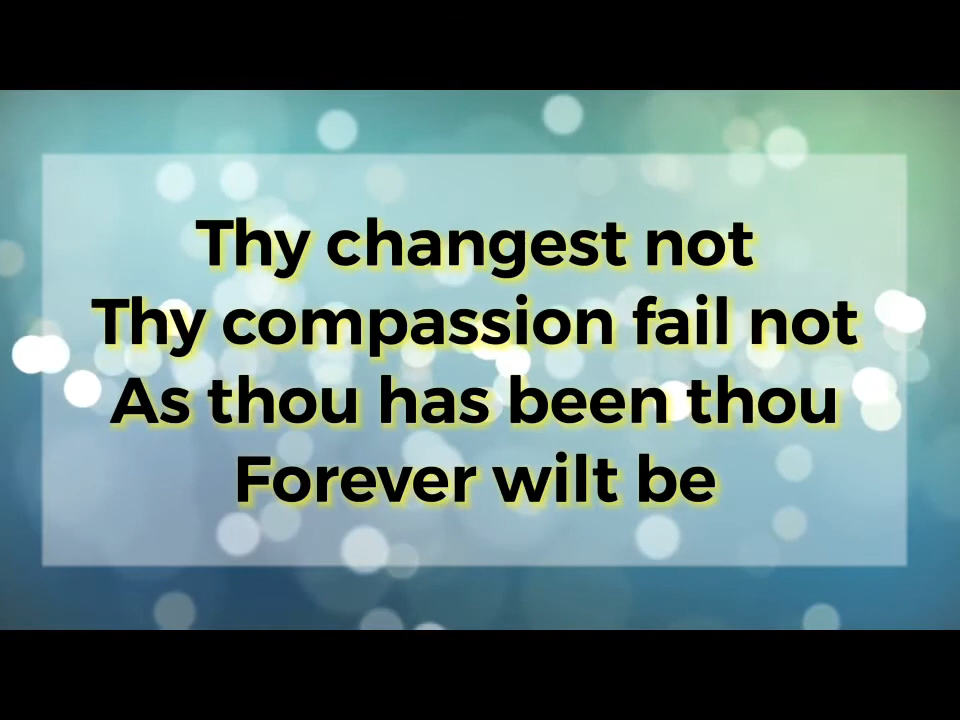 Thy changest not
Thy compassion fail not
As thou has been thou
Forever wilt be